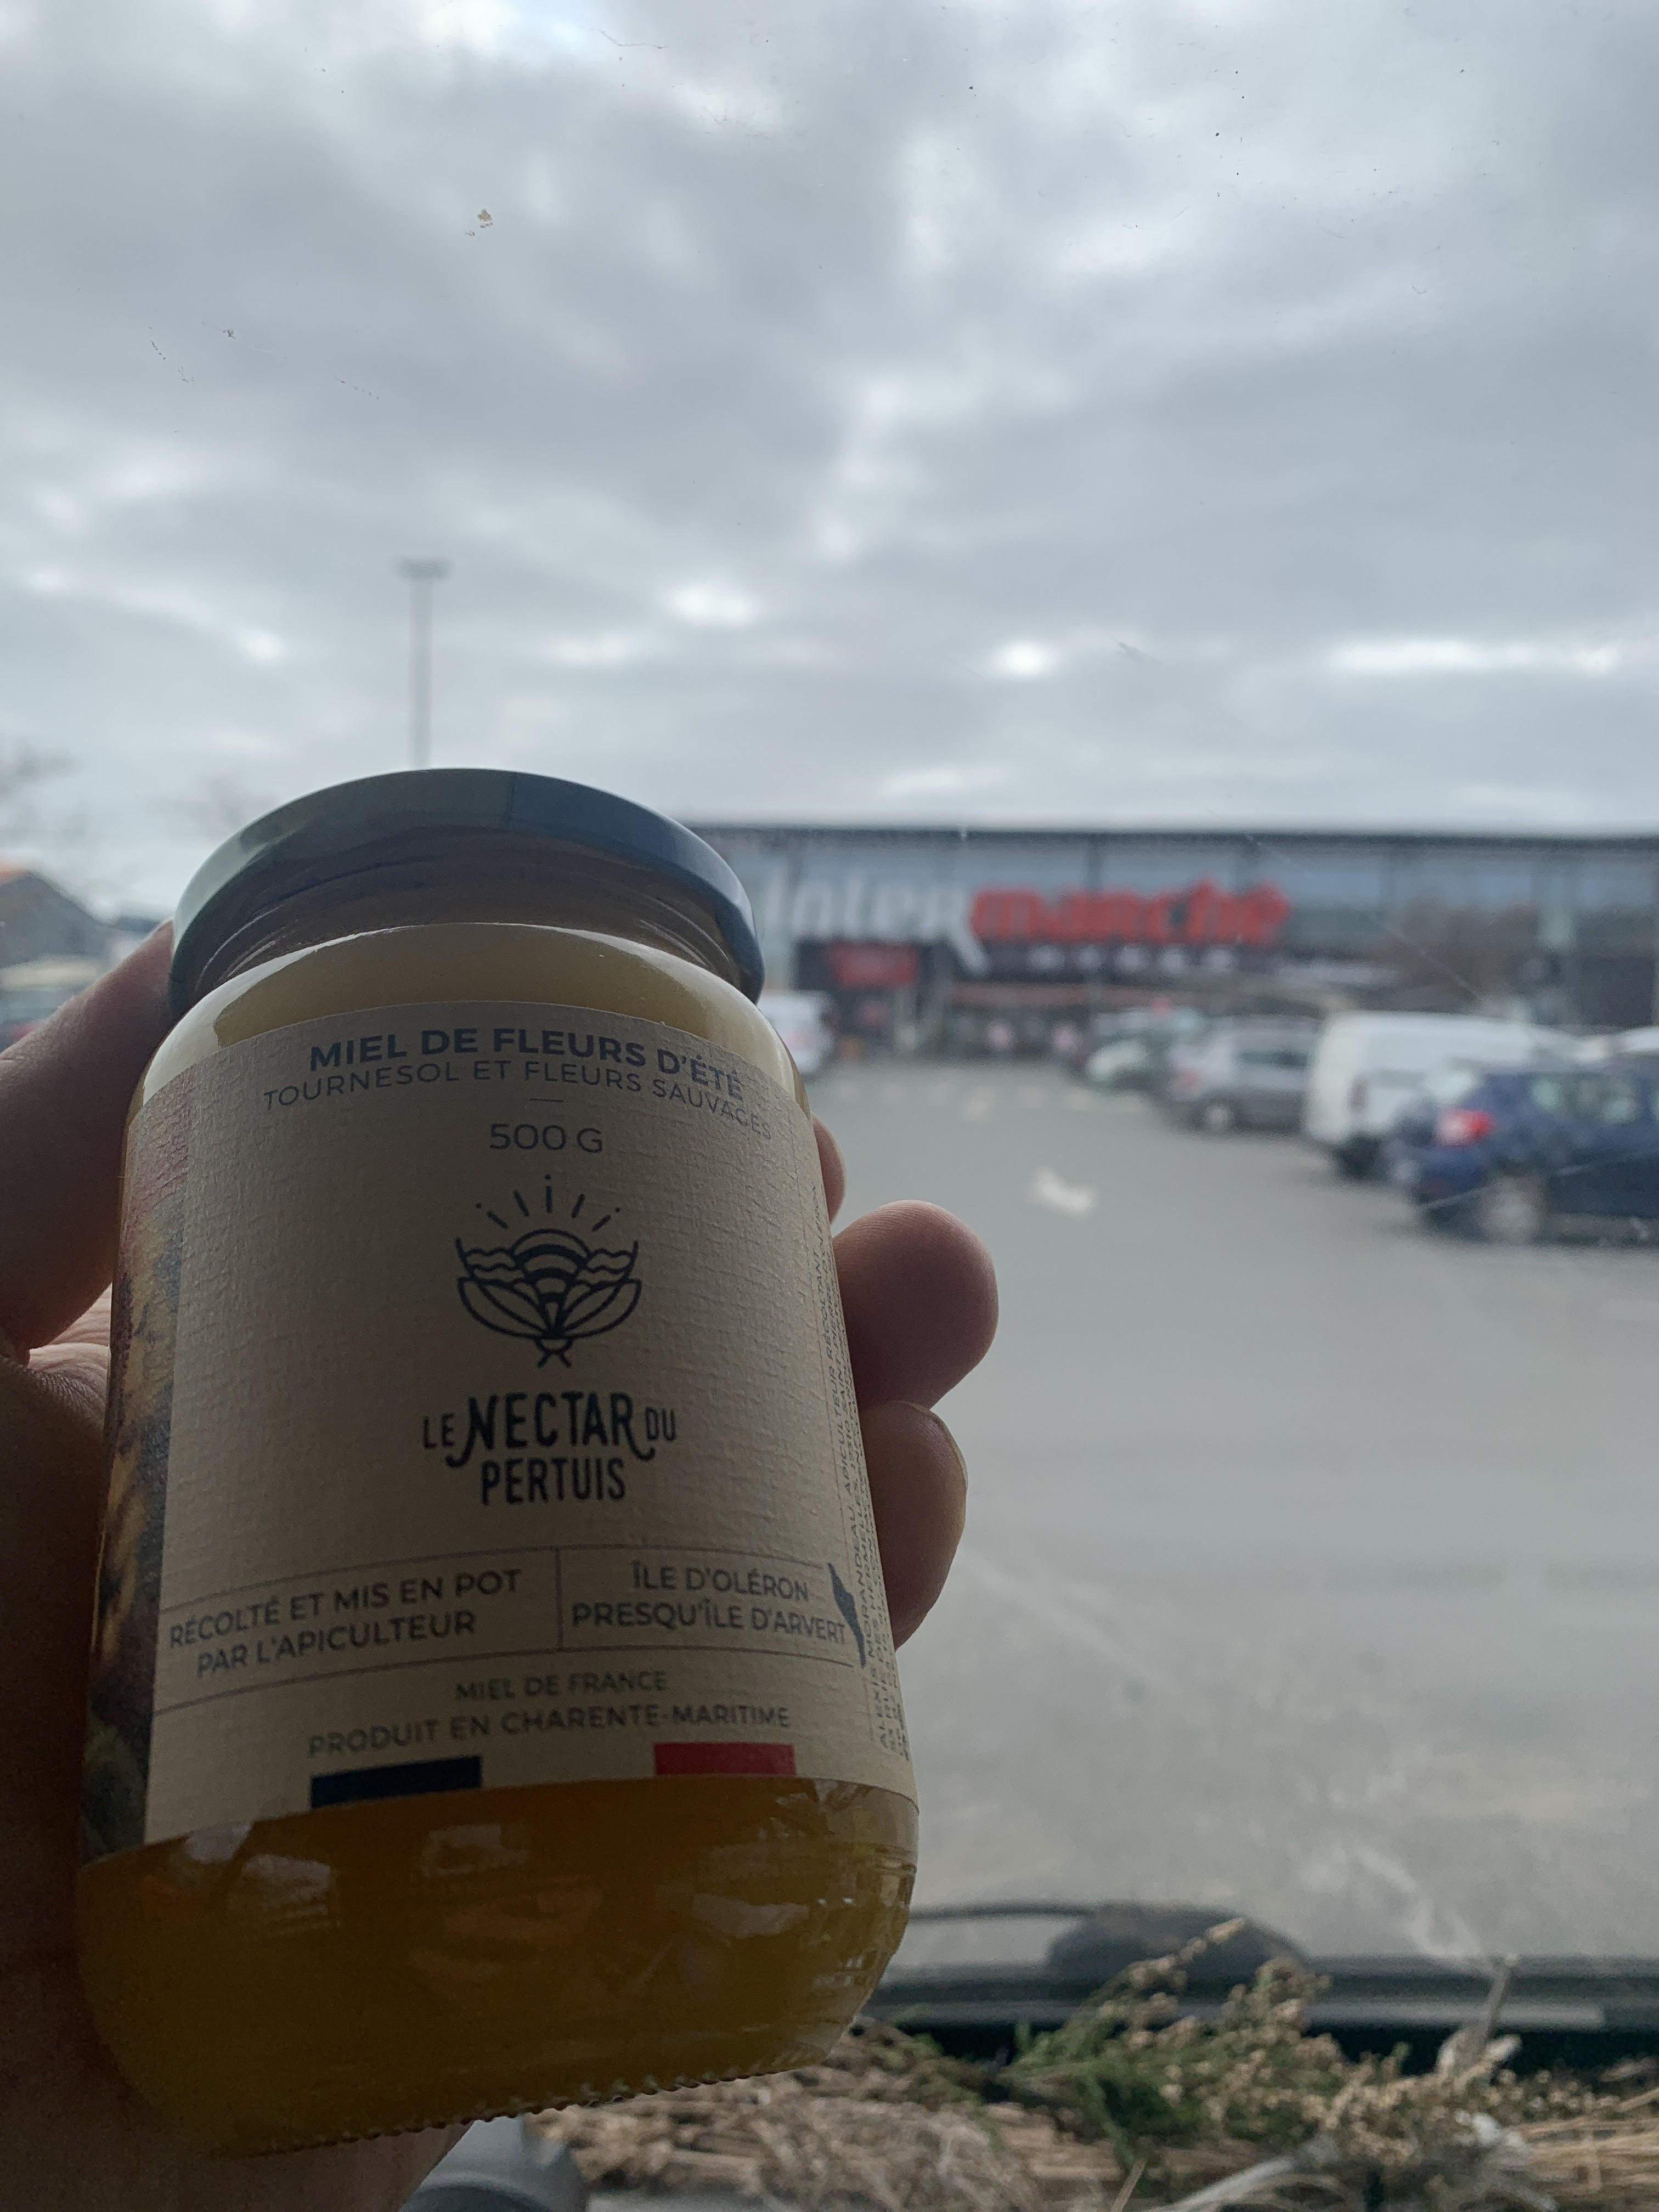 intermarché
MIEL DE FLEURS D'ÉTÉ
TOURNESOL ET FLEURS SAUVAGES
500 G
LE NECTAR DU
PERTUIS
RÉCOLTÉ ET MIS EN POT
PAR L'APICULTEUR
ÎLE D'OLÉRON
PRESQU'ÎLE D'ARVERT
MIEL DE FRANCE
PRODUIT EN CHARENTE-MARITIME